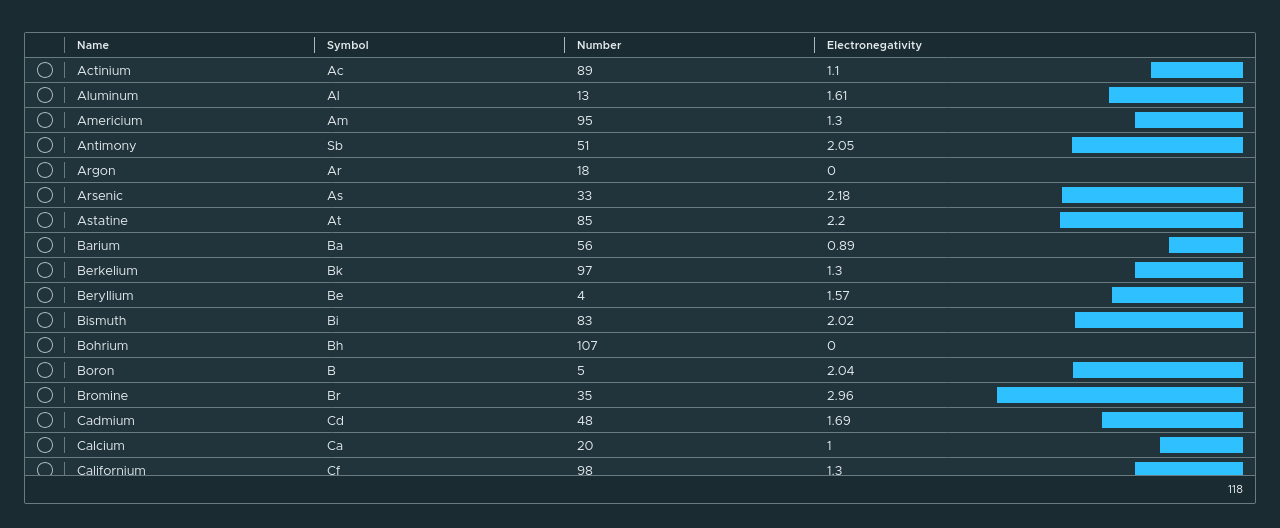 Name Symbol Number Electronegativity
Actinium Ac 89 1.1
Aluminum Al 13 1.61
Americium Am 95 1.3
Antimony Sb 51 2.05
Argon Ar 18 0
Arsenic As 33 2.18
Astatine At 85 2.2
Barium Ba 56 0.89
Berkelium Bk 97 1.3
Beryllium Be 4 1.57
Bismuth Bi 83 2.02
Bohrium Bh 107 0
Boron B 5 2.04
Bromine Br 35 2.96
Cadmium Cd 48 1.69
Calcium Ca 20 1
Californium Cf 98 1.3
118